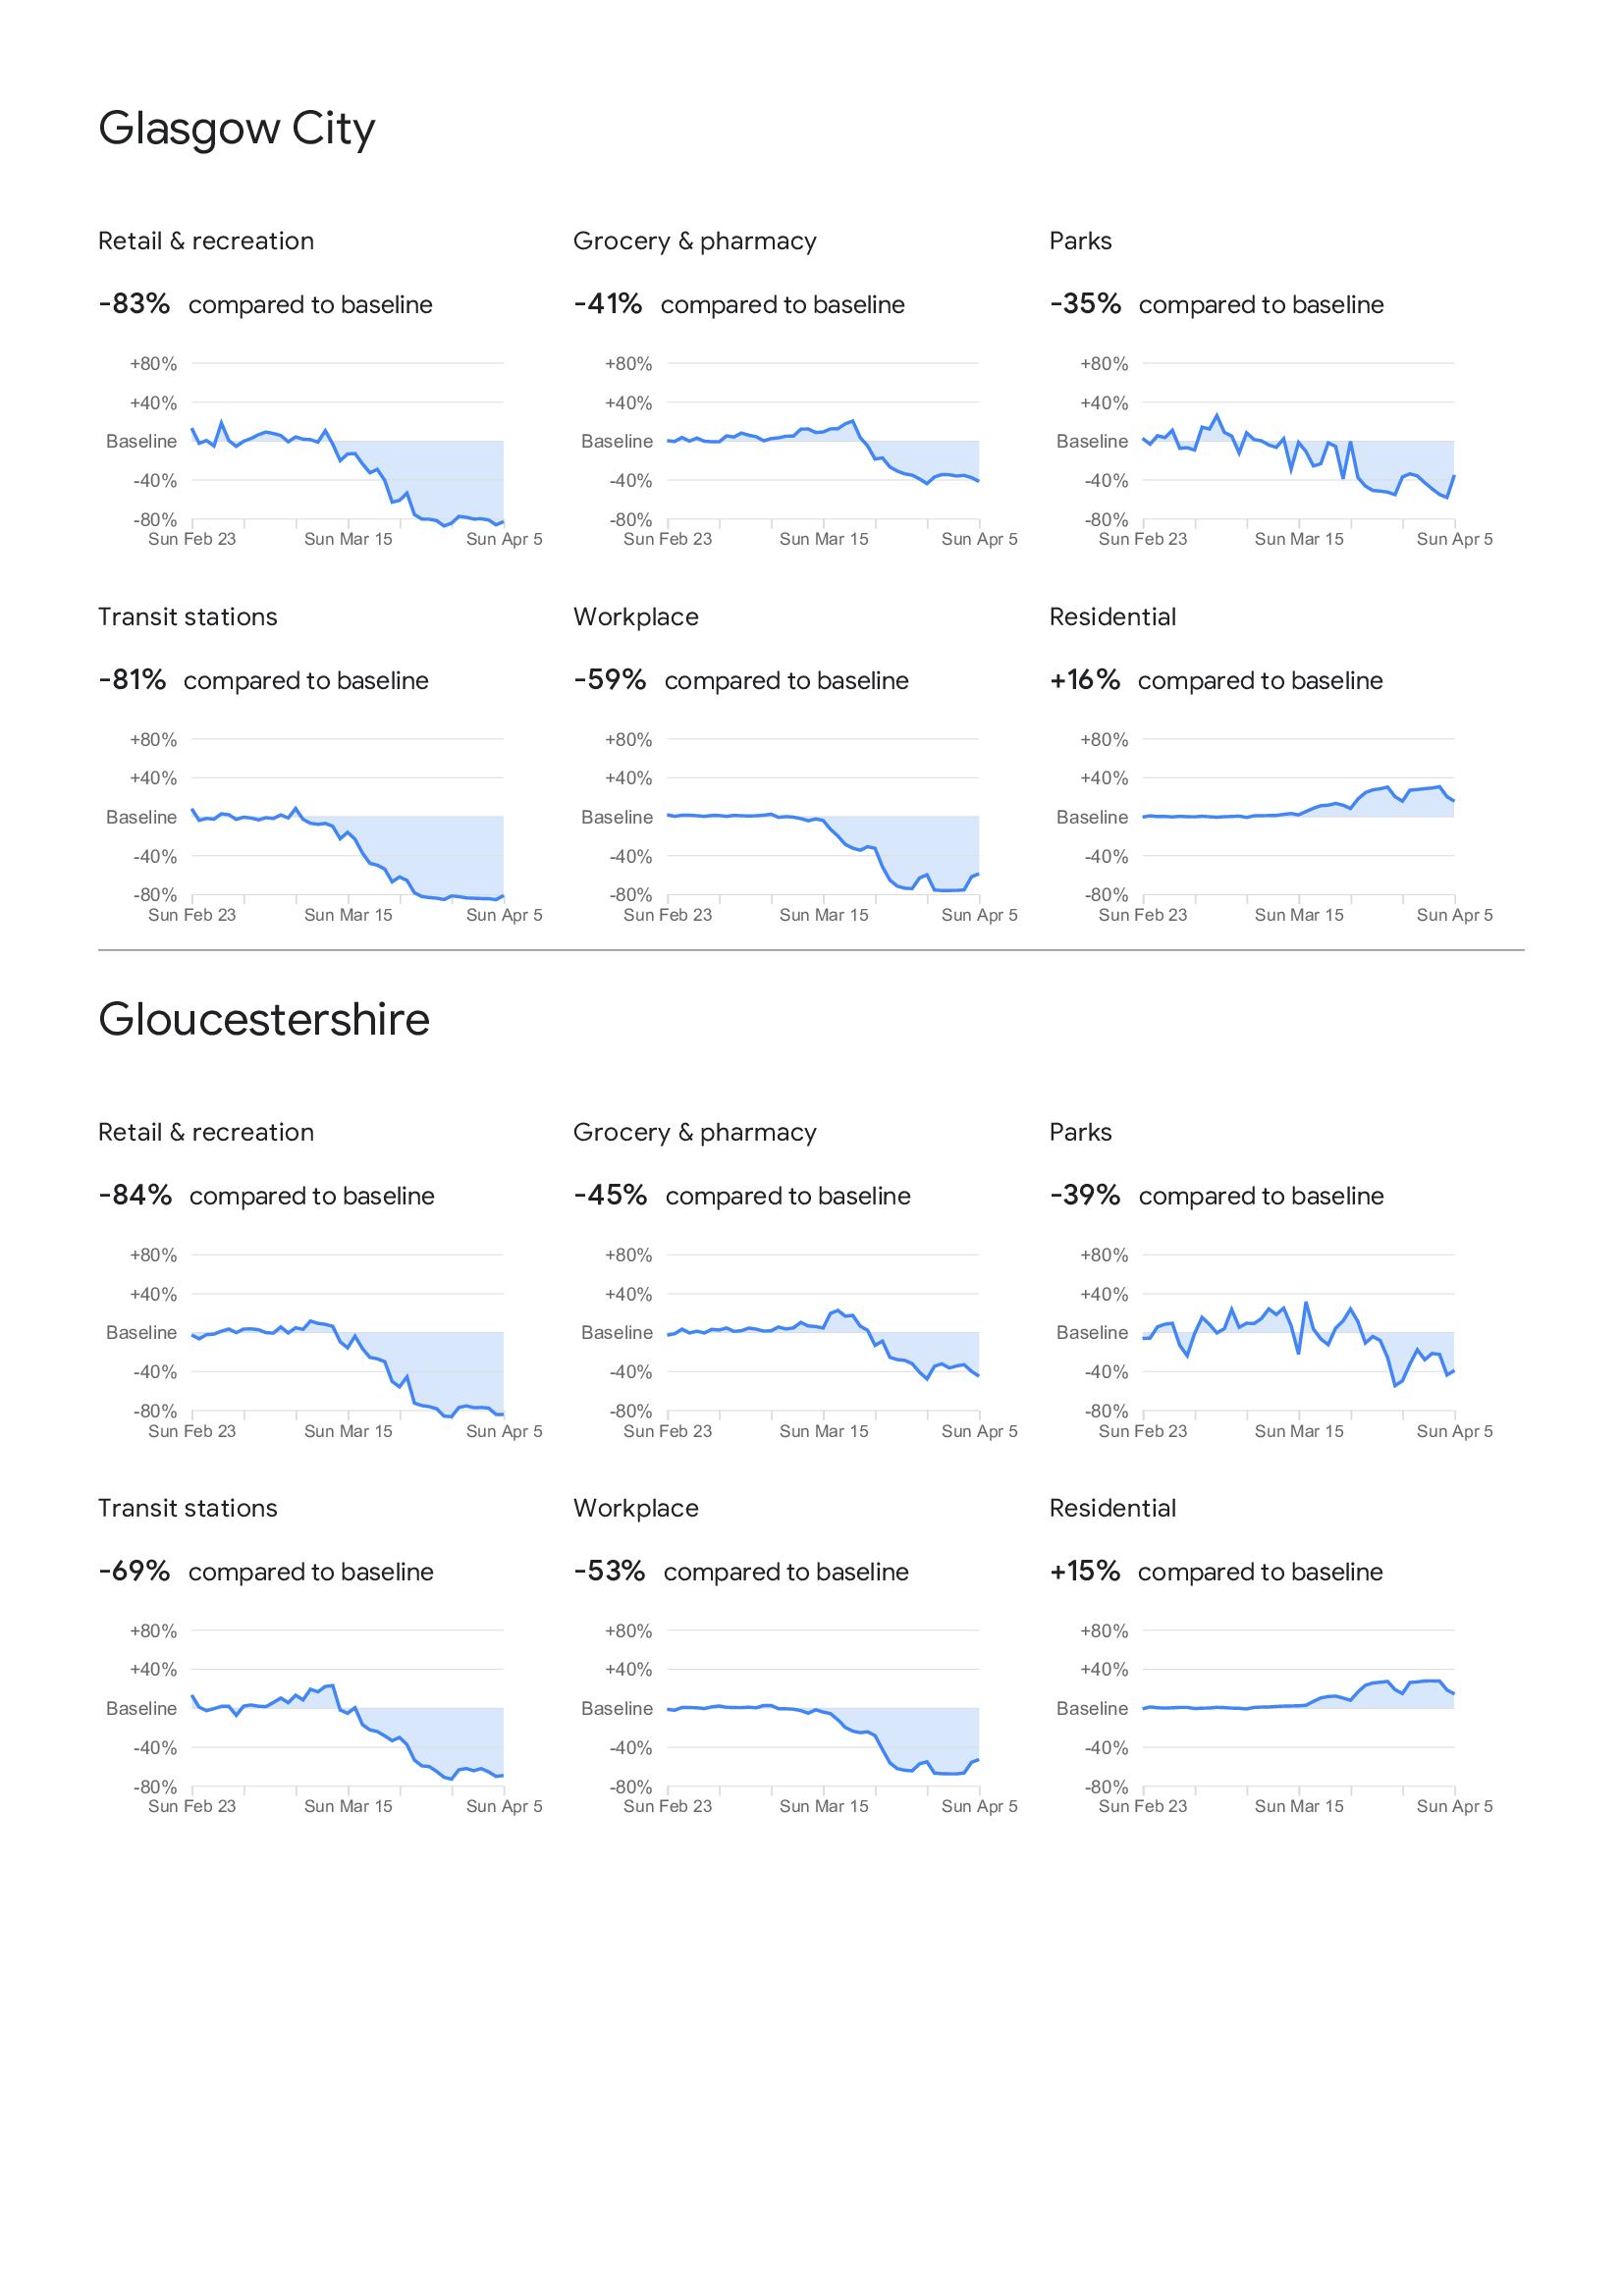 Glasgow City
Retail & recreation
-83% compared to baseline
+80%
+40%
Baseline
-40%
-80%
Sun Feb 23 Sun Mar 15 Sun Apr 5
Grocery & pharmacy
-41% compared to baseline
+80%
+40%
Baseline
-40%
-80%
Sun Feb 23 Sun Mar 15 Sun Apr 5
Parks
-35% compared to baseline
+80%
+40%
Baseline
-40%
-80%
Sun Feb 23 Sun Mar 15 Sun Apr 5
Transit stations
-81% compared to baseline
+80%
+40%
Baseline
-40%
-80%
Sun Feb 23 Sun Mar 15 Sun Apr 5
Workplace
-59% compared to baseline
+80%
+40%
Baseline
-40%
-80%
Sun Feb 23 Sun Mar 15 Sun Apr 5
Residential
+16% compared to baseline
+80%
+40%
Baseline
-40%
-80%
Sun Feb 23 Sun Mar 15 Sun Apr 5
Gloucestershire
Retail & recreation
-84% compared to baseline
+80%
+40%
Baseline
-40%
-80%
Sun Feb 23 Sun Mar 15 Sun Apr 5
Grocery & pharmacy
-45% compared to baseline
+80%
+40%
Baseline
-40%
-80%
Sun Feb 23 Sun Mar 15 Sun Apr 5
Parks
-39% compared to baseline
+80%
+40%
Baseline
-40%
-80%
Sun Feb 23 Sun Mar 15 Sun Apr 5
Transit stations
-69% compared to baseline
+80%
+40%
Baseline
-40%
-80%
Sun Feb 23 Sun Mar 15 Sun Apr 5
Workplace
-53% compared to baseline
+80%
+40%
Baseline
-40%
-80%
Sun Feb 23 Sun Mar 15 Sun Apr 5
Residential
+15% compared to baseline
+80%
+40%
Baseline
-40%
-80%
Sun Feb 23 Sun Mar 15 Sun Apr 5